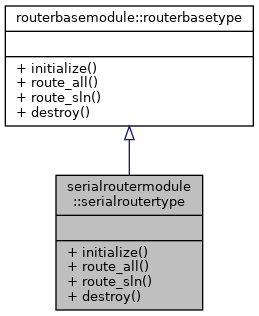 routerbasemodule::routerbasetype
+ initialize()
+ route_all()
+ route_sln()
+ destroy()
serialroutermodule
::serialroutertype
+ initialize()
+ route_all()
+ route_sln()
+ destroy()